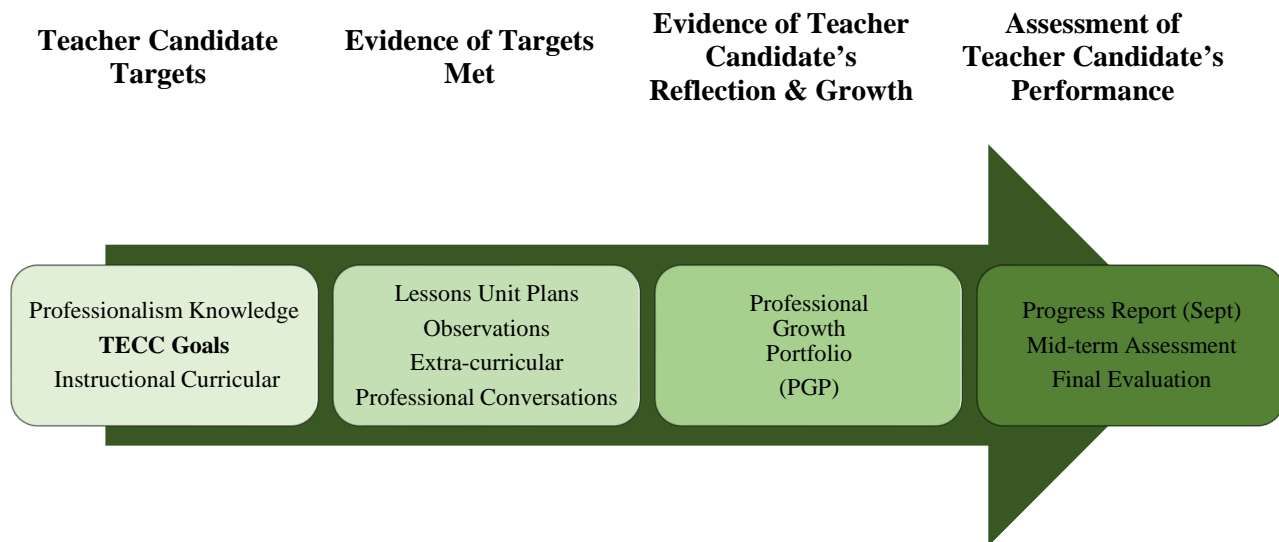 Teacher Candidate
Targets
Evidence of Targets
Met
Evidence of Teacher
Candidate’s
Reflection & Growth
Assessment of
Teacher Candidate’s
Performance
Professionalism Knowledge
TECC Goals
Instructional Curricular
Lessons Unit Plans
Observations
Extra-curricular
Professional Conversations
Professional
Growth
Portfolio
(PGP)
Progress Report (Sept)
Mid-term Assessment
Final Evaluation